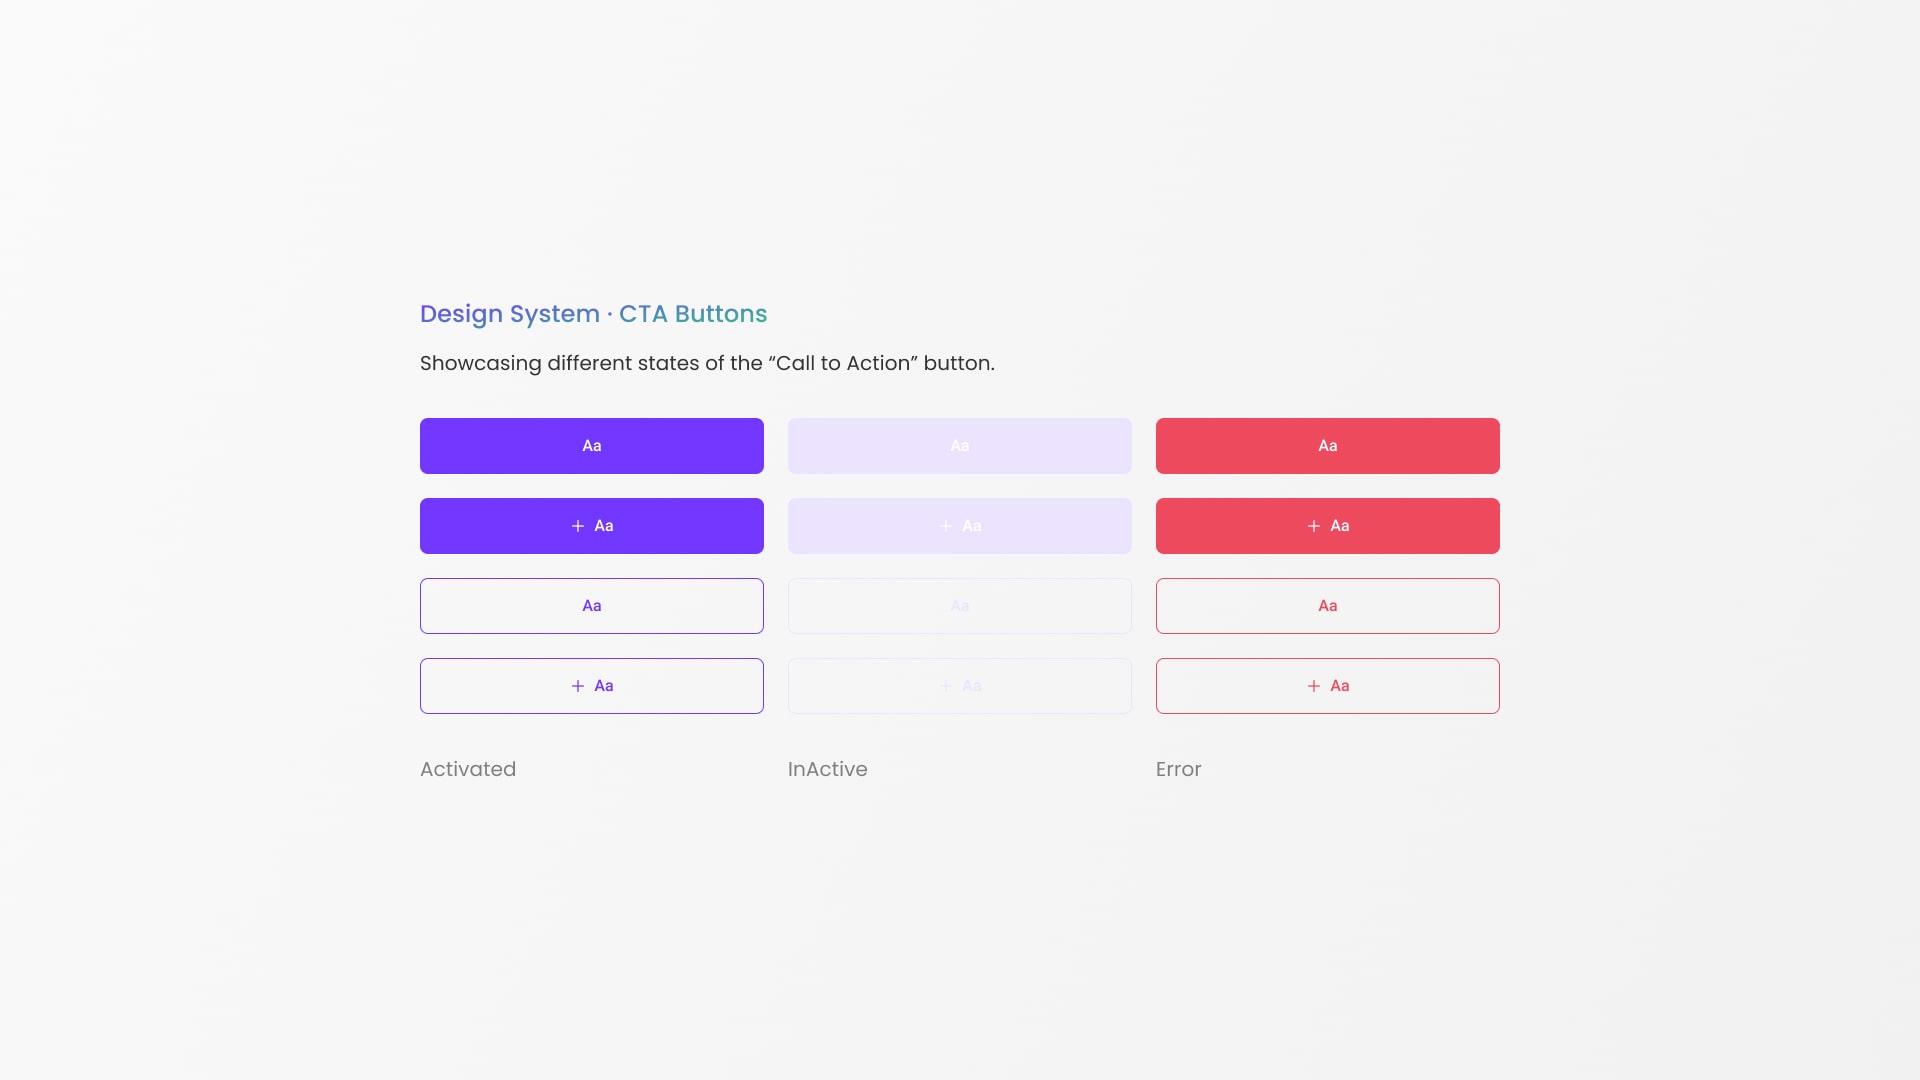 Design System · CTA Buttons
Showcasing different states of the “Call to Action” button.
Aa Aa Aa
+ Aa + Aa + Aa
Aa Aa Aa
+ Aa + Aa + Aa
Activated InActive Error